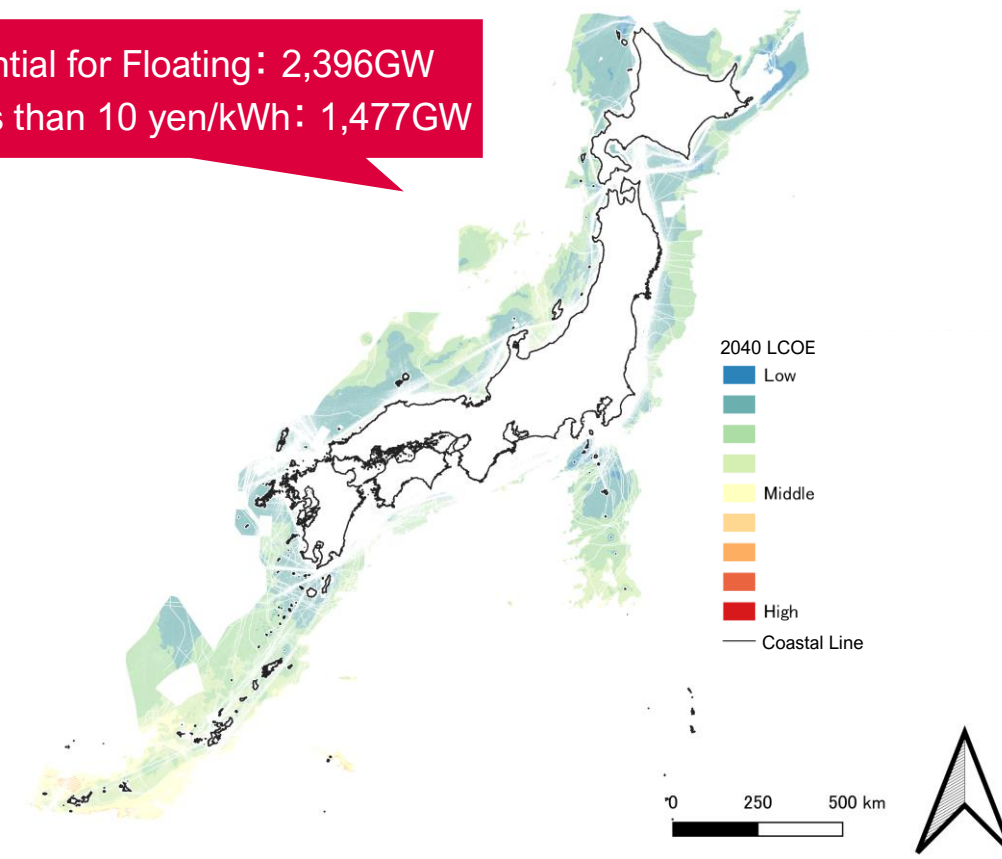 ntial for Floating：2,396GW
s than 10 yen/kWh：1,477GW
2040 LCOE
Low
Middle
High
Coastal Line
0 250 500 km